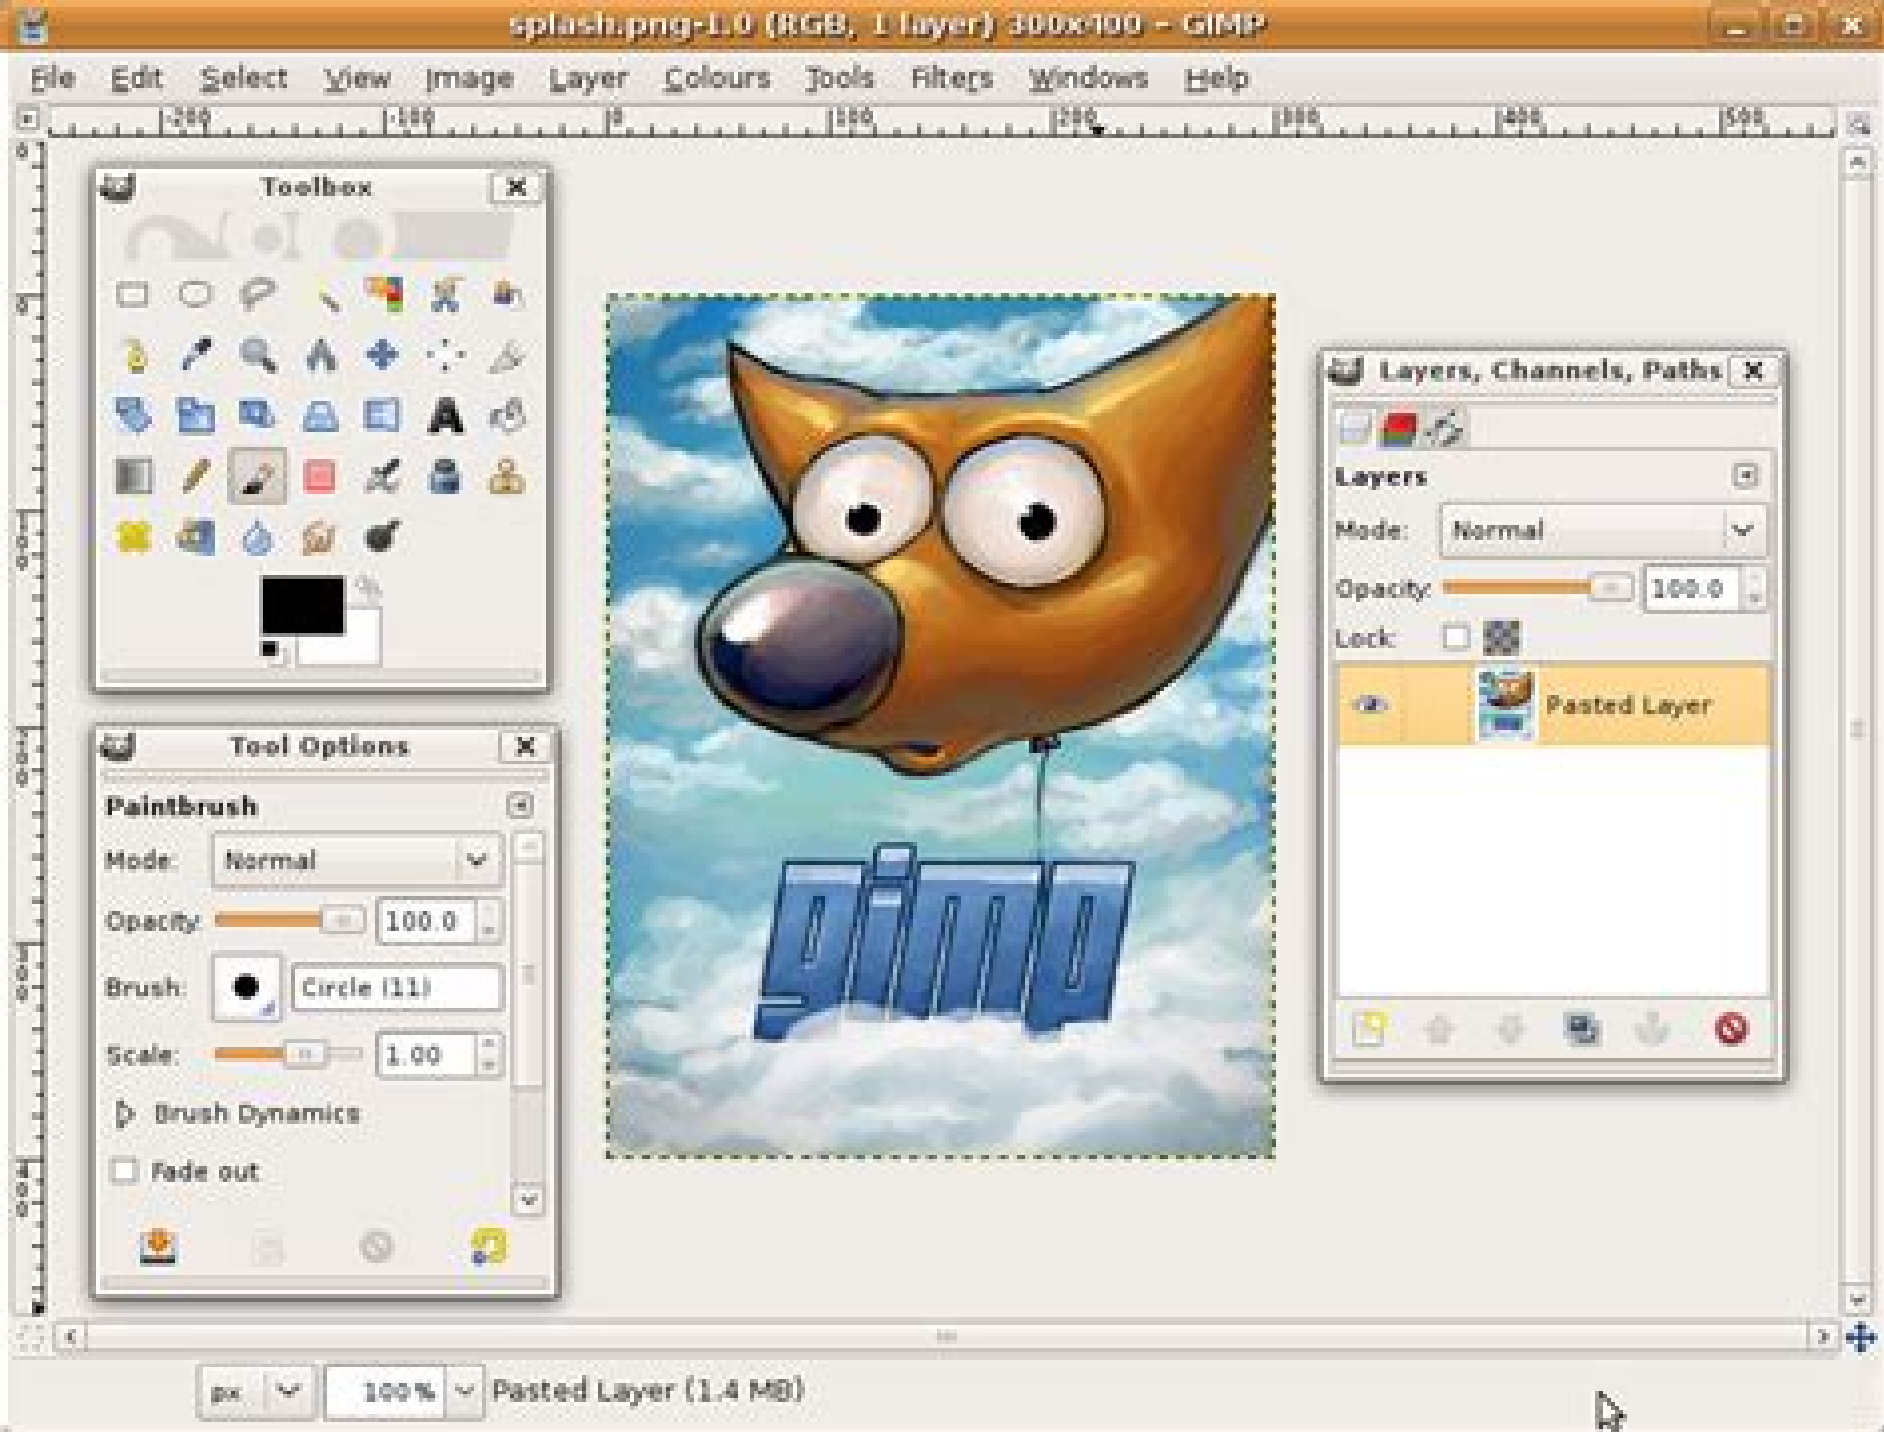 splash.png-1.0 (RGB, 1 layer) 300x400 – GIMP
File Edit Select View Image Layer Colours Tools Filters Windows Help
-200 -100 0 100 200 300 400 500
Toolbox
Layers, Channels, Paths
Layers
Mode: Normal
Opacity: 100.0
Lock:
Pasted Layer
Tool Options
Paintbrush
Mode: Normal
Opacity: 100.0
Brush: Circle (11)
Scale: 1.00
Brush Dynamics
Fade out
gimp
px 100% Pasted Layer (1.4 MB)